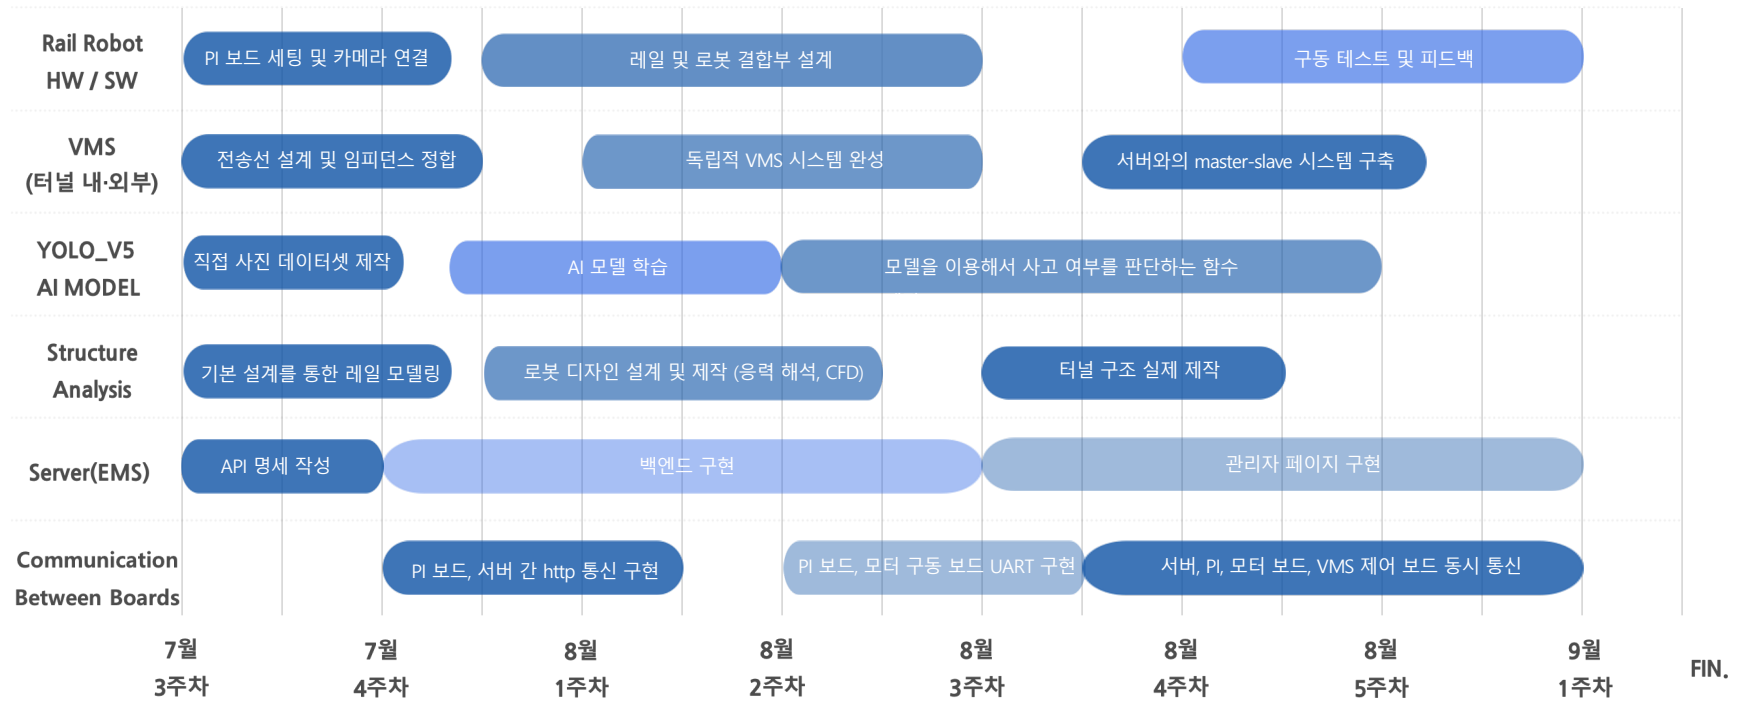 Rail Robot
HW / SW
PI 보드 세팅 및 카메라 연결
레일 및 로봇 결합부 설계
구동 테스트 및 피드백
VMS
(터널 내·외부)
전송선 설계 및 임피던스 정합
독립적 VMS 시스템 완성
서버와의 master-slave 시스템 구축
YOLO_V5
AI MODEL
직접 사진 데이터셋 제작
AI 모델 학습
모델을 이용해서 사고 여부를 판단하는 함수
Structure
Analysis
기본 설계를 통한 레일 모델링
로봇 디자인 설계 및 제작 (응력 해석, CFD)
터널 구조 실제 제작
Server(EMS)
API 명세 작성
백엔드 구현
관리자 페이지 구현
Communication
Between Boards
PI 보드, 서버 간 http 통신 구현
PI 보드, 모터 구동 보드 UART 구현
서버, PI, 모터 보드, VMS 제어 보드 동시 통신
7월
3주차
7월
4주차
8월
1주차
8월
2주차
8월
3주차
8월
4주차
8월
5주차
9월
1주차
FIN.